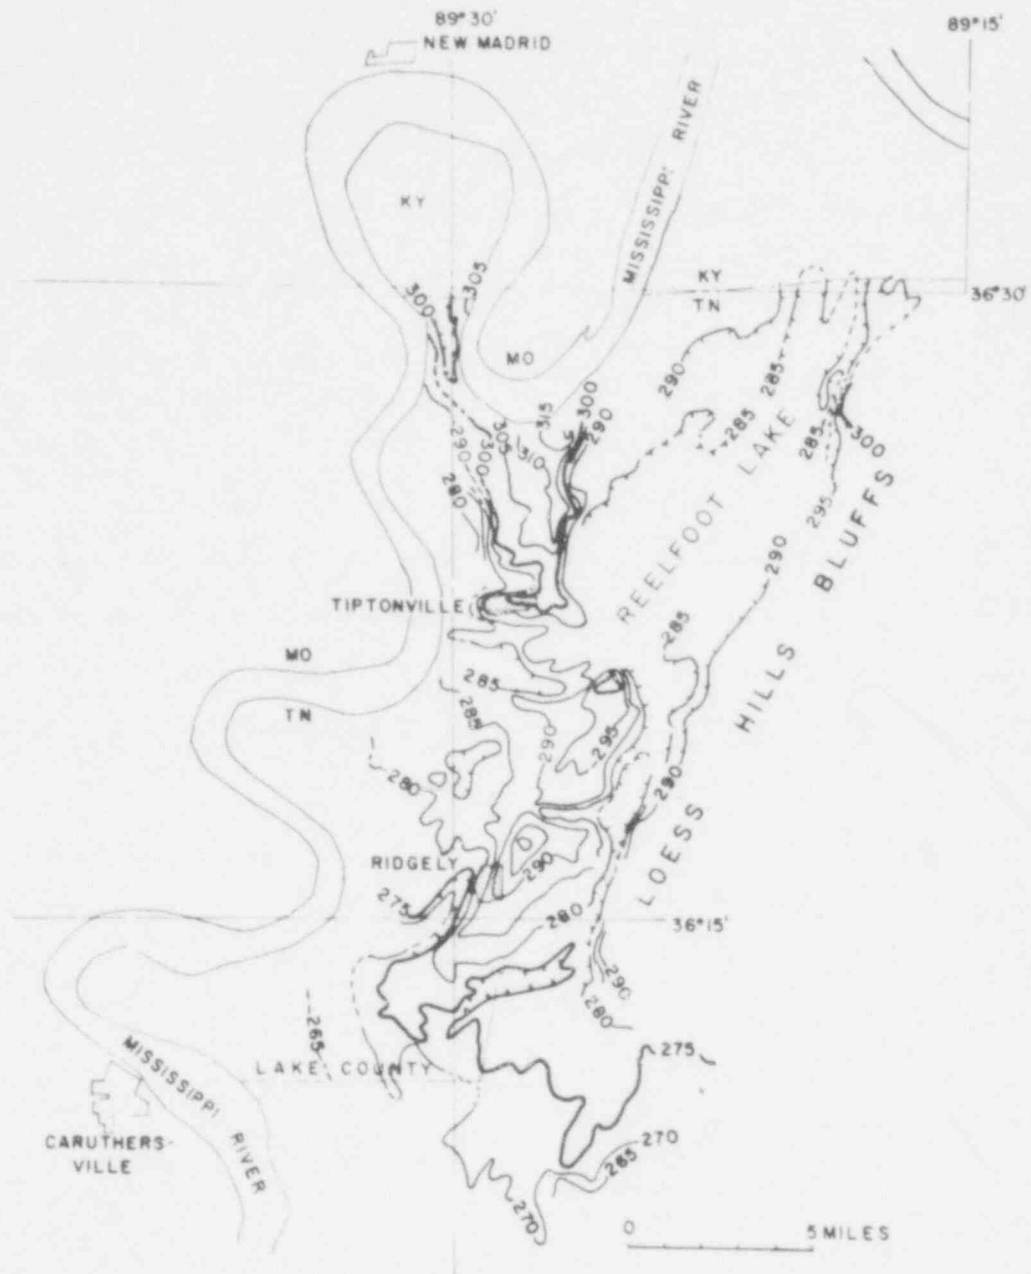 89°30'
89°15'
NEW MADRID
MISSISSIPPI RIVER
KY
KY
TN
36°30'
300
305
MO
290
285
285
285
300
315
300
290
305
310
290
300
280
295
REELFOOT LAKE
LOESS HILLS BLUFFS
290
TIPTONVILLE
285
MO
TN
285
285
290
295
280
290
RIDGELY
290
275
280
36°15'
290
280
265
LAKE COUNTY
275
MISSISSIPPI RIVER
CARUTHERS-
VILLE
270
265
270
0 5 MILES